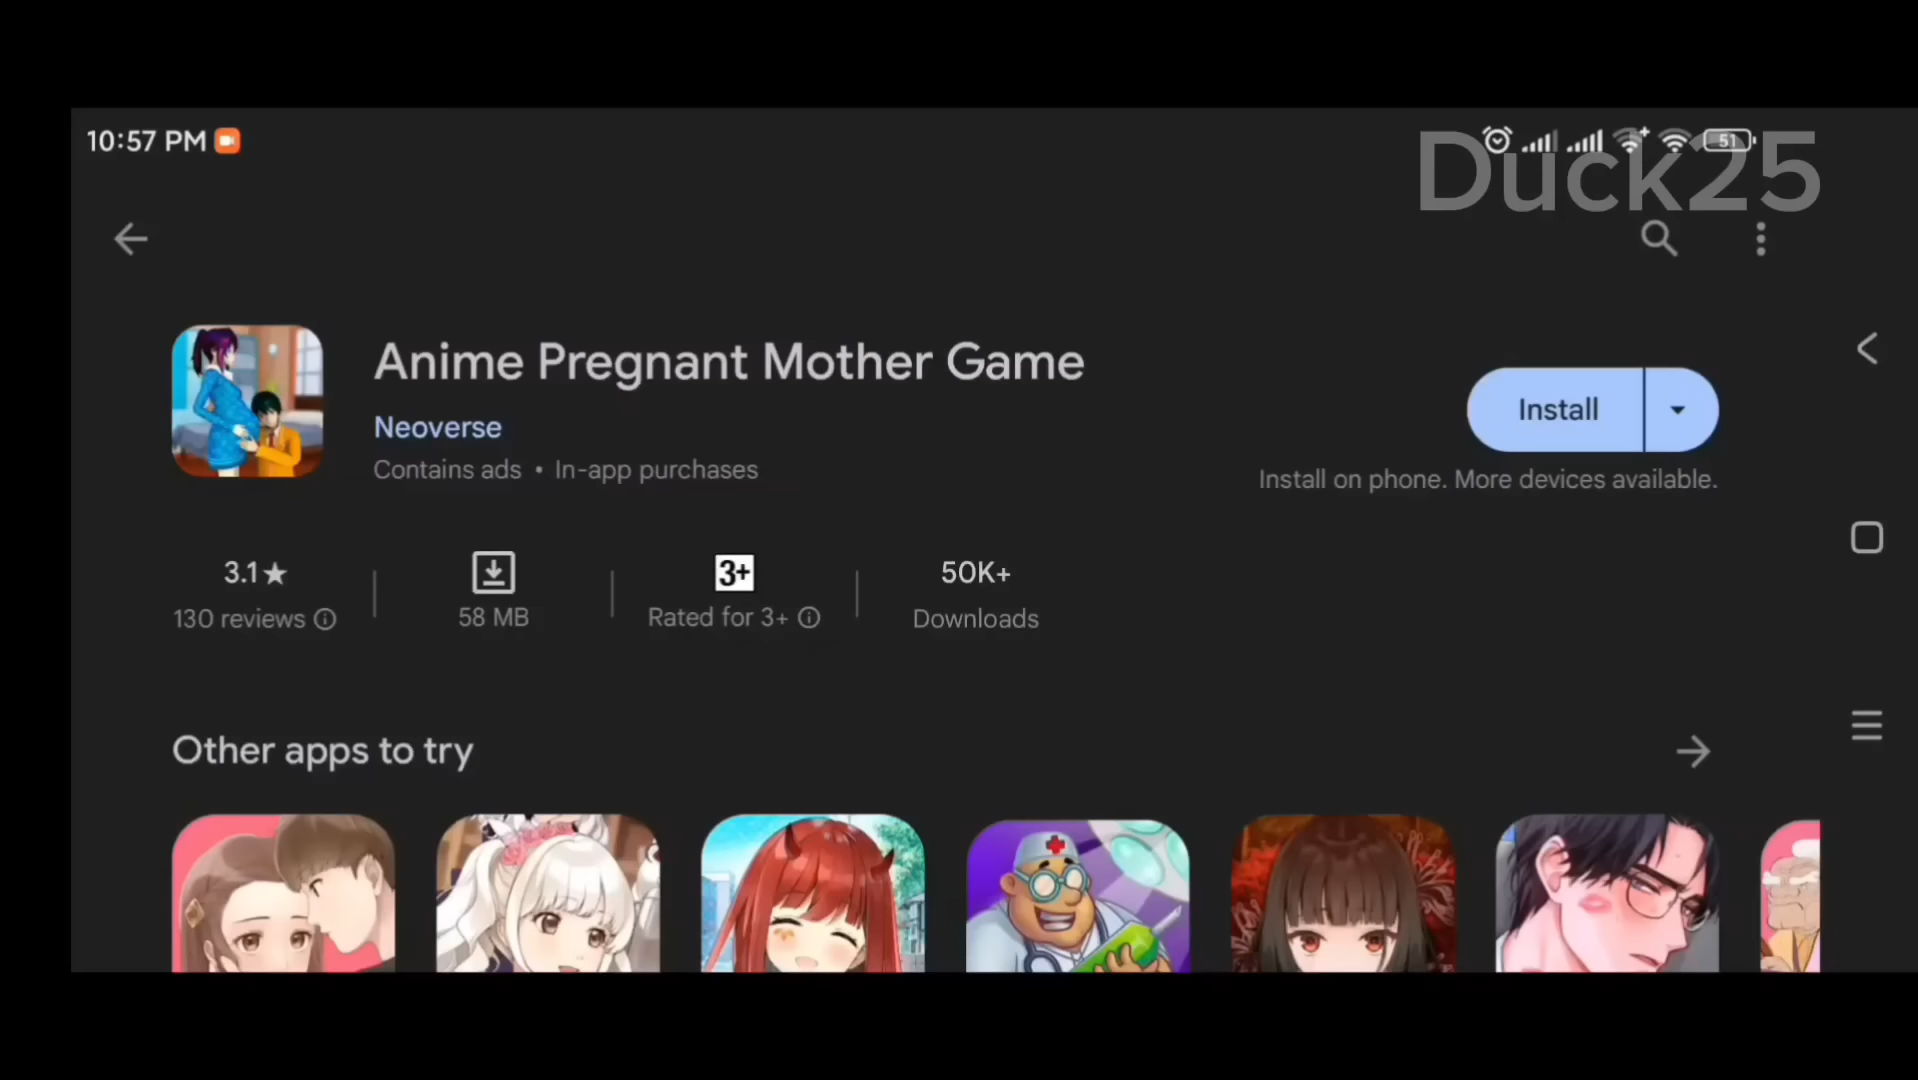 10:57 PM
51
Duck25
Anime Pregnant Mother Game
Neoverse
Contains ads • In-app purchases
Install
Install on phone. More devices available.
3.1★
130 reviews
58 MB
3+
Rated for 3+
50K+
Downloads
Other apps to try